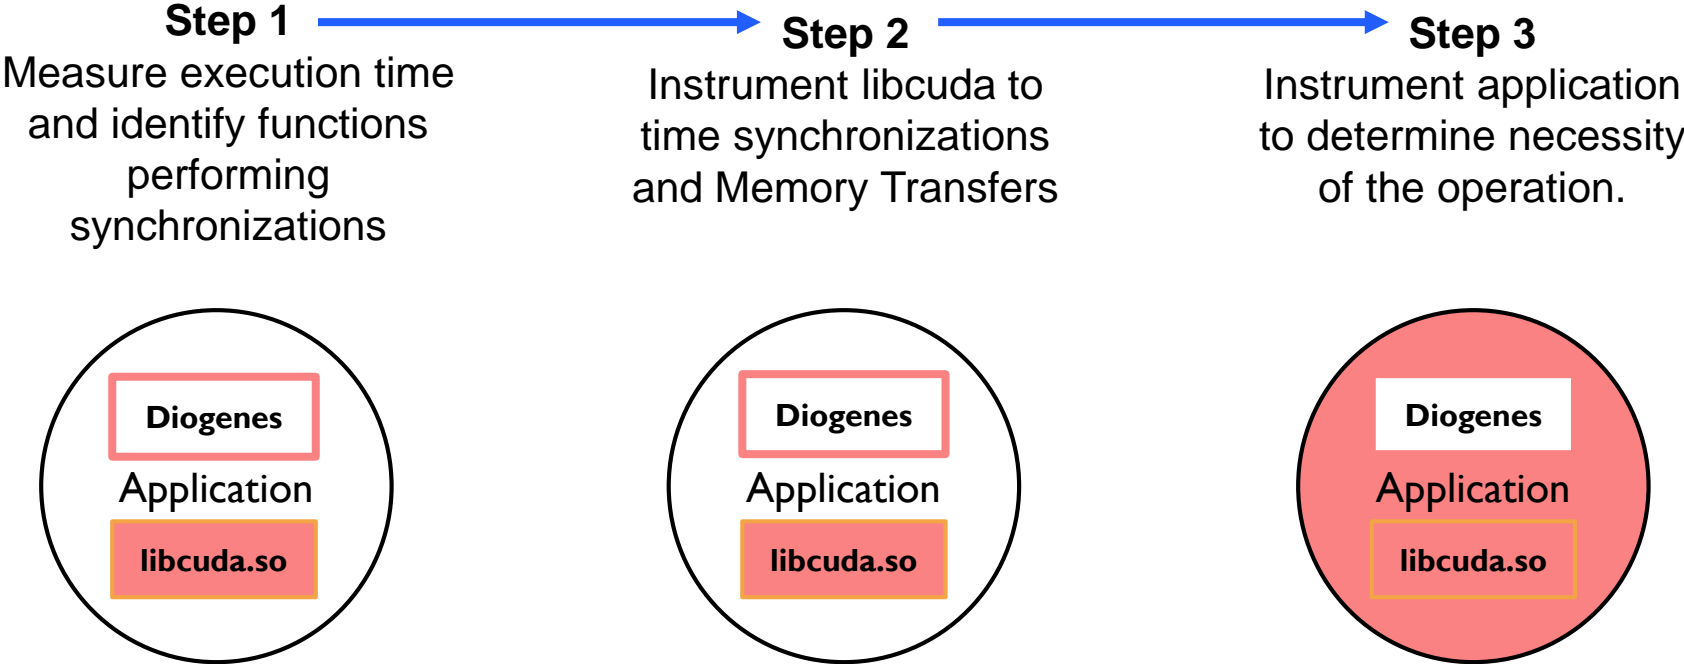 Step 1
Measure execution time
and identify functions
performing
synchronizations
Step 2
Instrument libcuda to
time synchronizations
and Memory Transfers
Step 3
Instrument application
to determine necessity
of the operation.
Diogenes
Application
libcuda.so
Diogenes
Application
libcuda.so
Diogenes
Application
libcuda.so